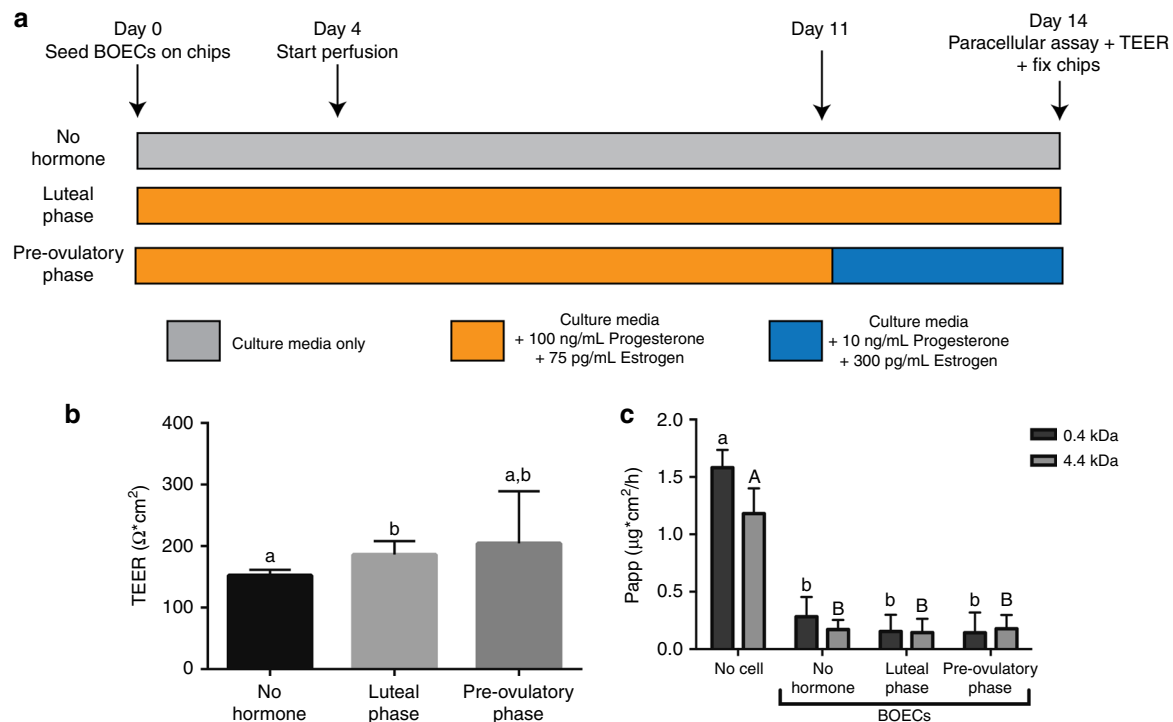 a
Day 0
Seed BOECs on chips
Day 4
Start perfusion
Day 11
Day 14
Paracellular assay + TEER
+ fix chips
No
hormone
Luteal
phase
Pre-ovulatory
phase
Culture media only
Culture media
+ 100 ng/mL Progesterone
+ 75 pg/mL Estrogen
Culture media
+ 10 ng/mL Progesterone
+ 300 pg/mL Estrogen
b
TEER (Ω*cm²)
400
300
200
100
0
a
b
a,b
No
hormone
Luteal
phase
Pre-ovulatory
phase
c
Papp (µg*cm²/h)
2.0
1.5
1.0
0.5
0.0
a
A
b
B
b
B
b
B
0.4 kDa
4.4 kDa
No cell
No
hormone
Luteal
phase
Pre-ovulatory
phase
BOECs